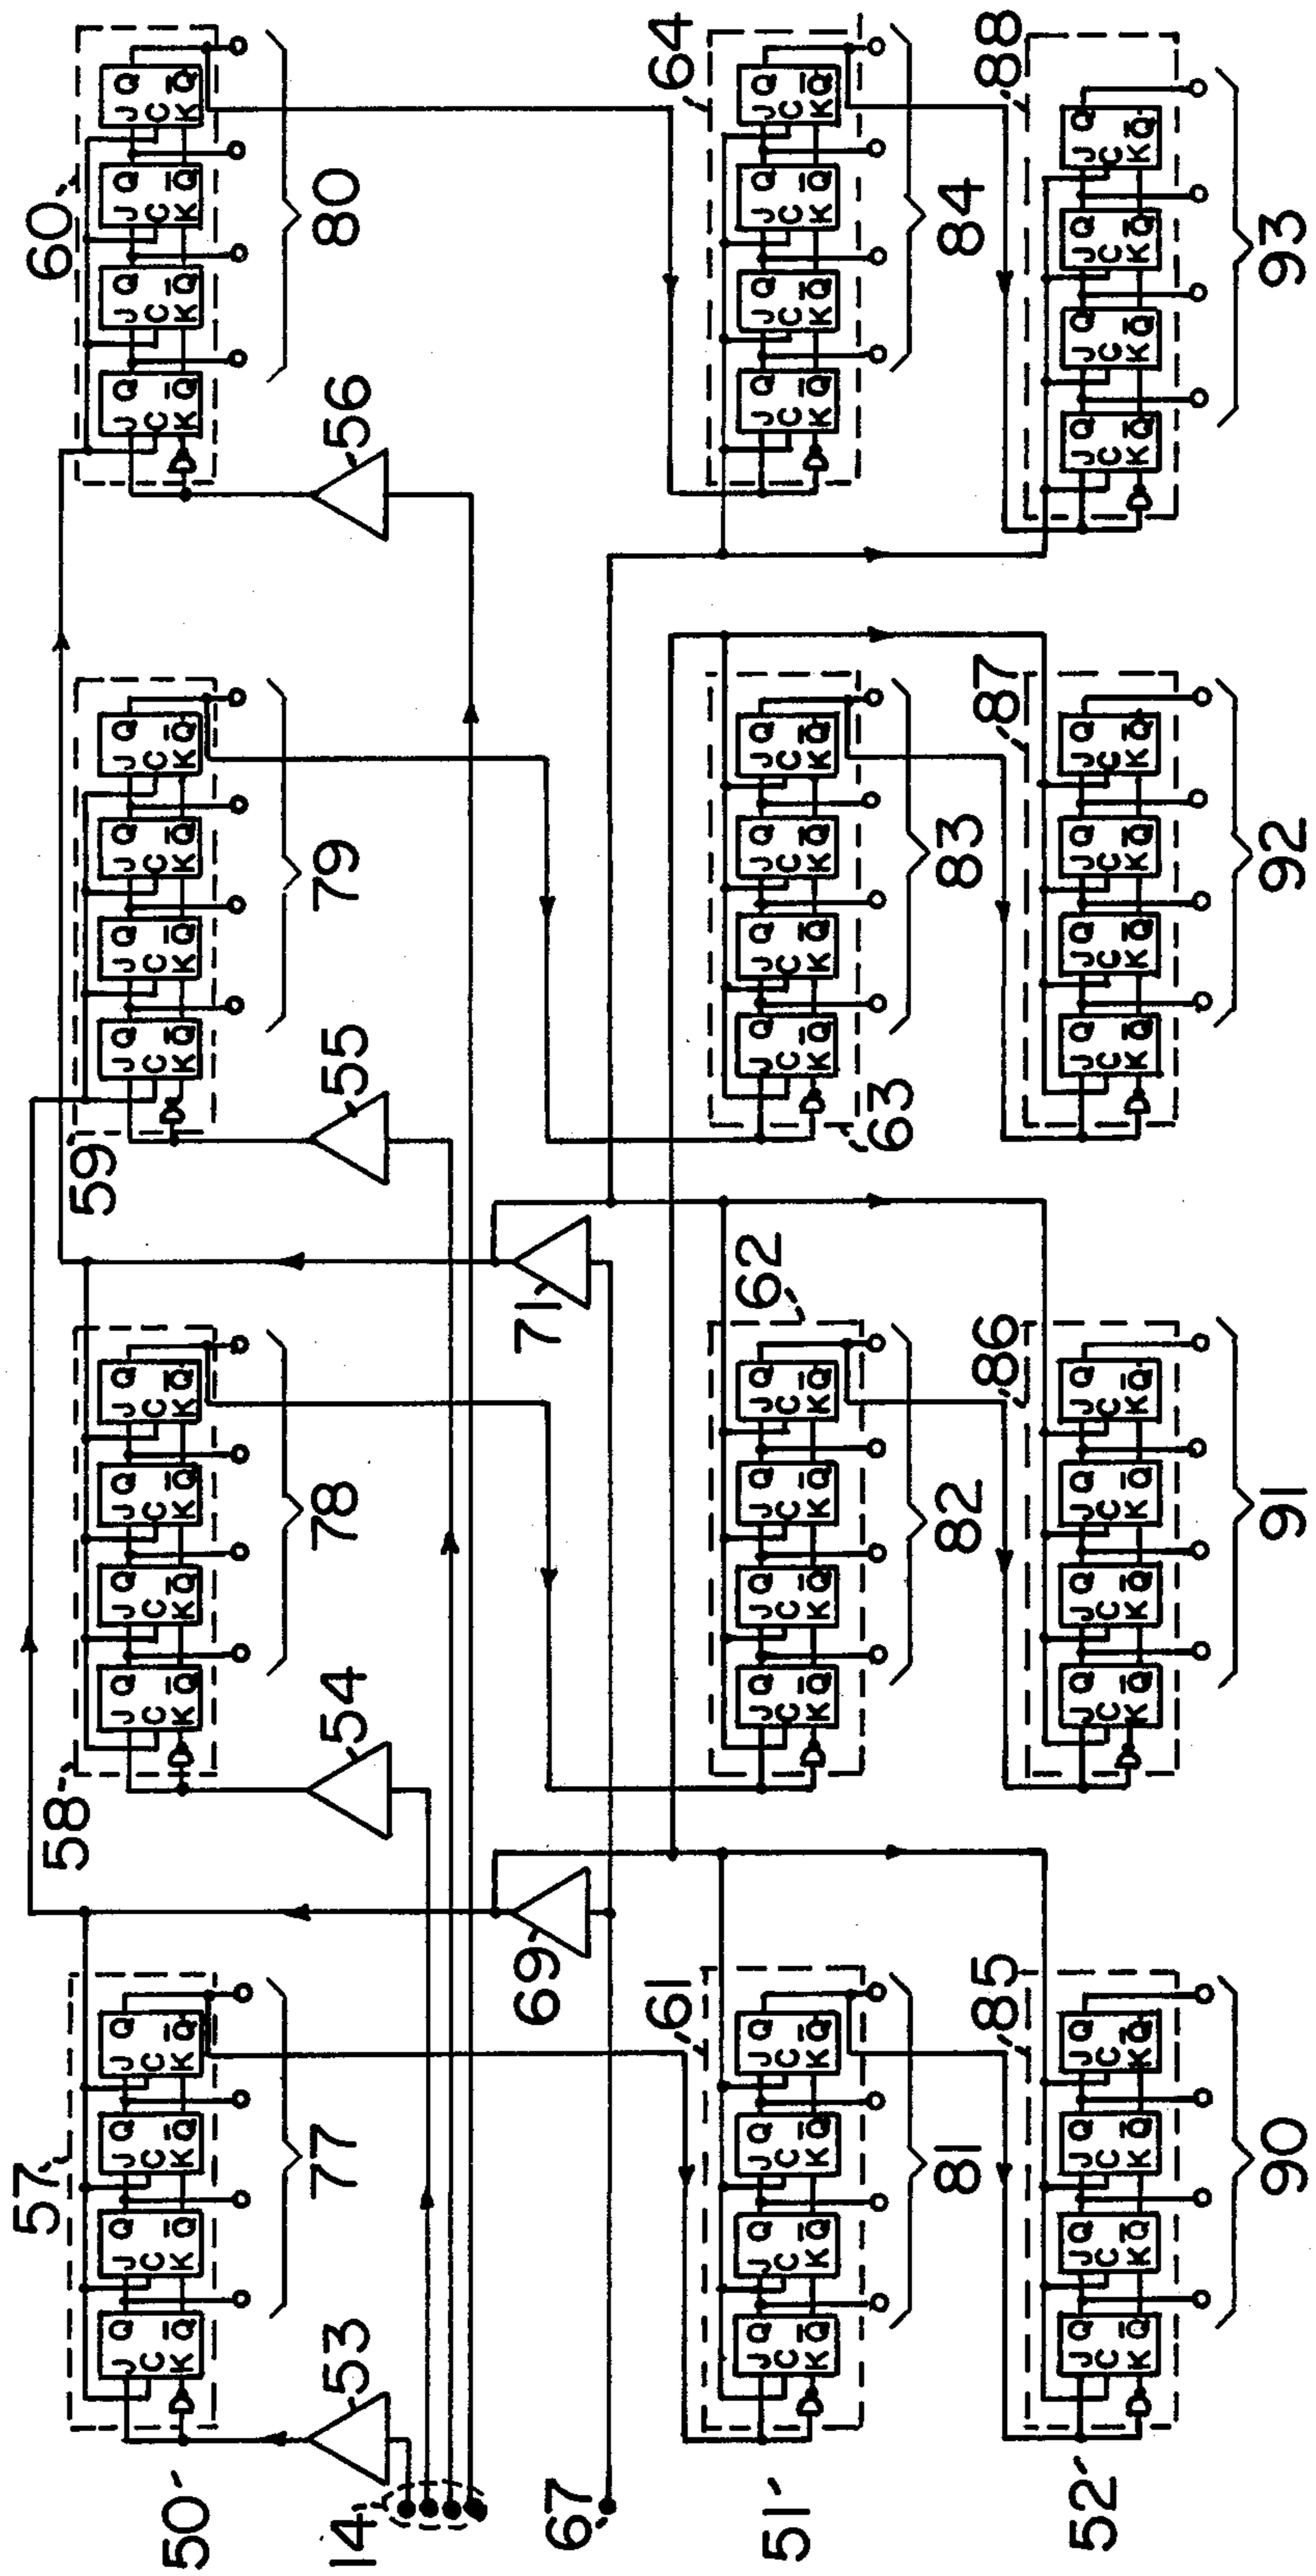 57 58 59 60
J Q J Q J Q J Q J Q J Q J Q J Q J Q J Q J Q J Q J Q J Q J Q J Q
C C C C C C C C C C C C C C C C
K Q̅ K Q̅ K Q̅ K Q̅ K Q̅ K Q̅ K Q̅ K Q̅ K Q̅ K Q̅ K Q̅ K Q̅ K Q̅ K Q̅ K Q̅ K Q̅
50
77 78 79 80
53 54 55 56
14
69 71
67
61 62 64
J Q J Q J Q J Q J Q J Q J Q J Q J Q J Q J Q J Q J Q J Q J Q J Q
C C C C C C C C C C C C C C C C
K Q̅ K Q̅ K Q̅ K Q̅ K Q̅ K Q̅ K Q̅ K Q̅ K Q̅ K Q̅ K Q̅ K Q̅ K Q̅ K Q̅ K Q̅ K Q̅
51
63
81 82 83 84
85 86 87 88
J Q J Q J Q J Q J Q J Q J Q J Q J Q J Q J Q J Q J Q J Q J Q J Q
C C C C C C C C C C C C C C C C
K Q̅ K Q̅ K Q̅ K Q̅ K Q̅ K Q̅ K Q̅ K Q̅ K Q̅ K Q̅ K Q̅ K Q̅ K Q̅ K Q̅ K Q̅ K Q̅
52
90 91 92 93